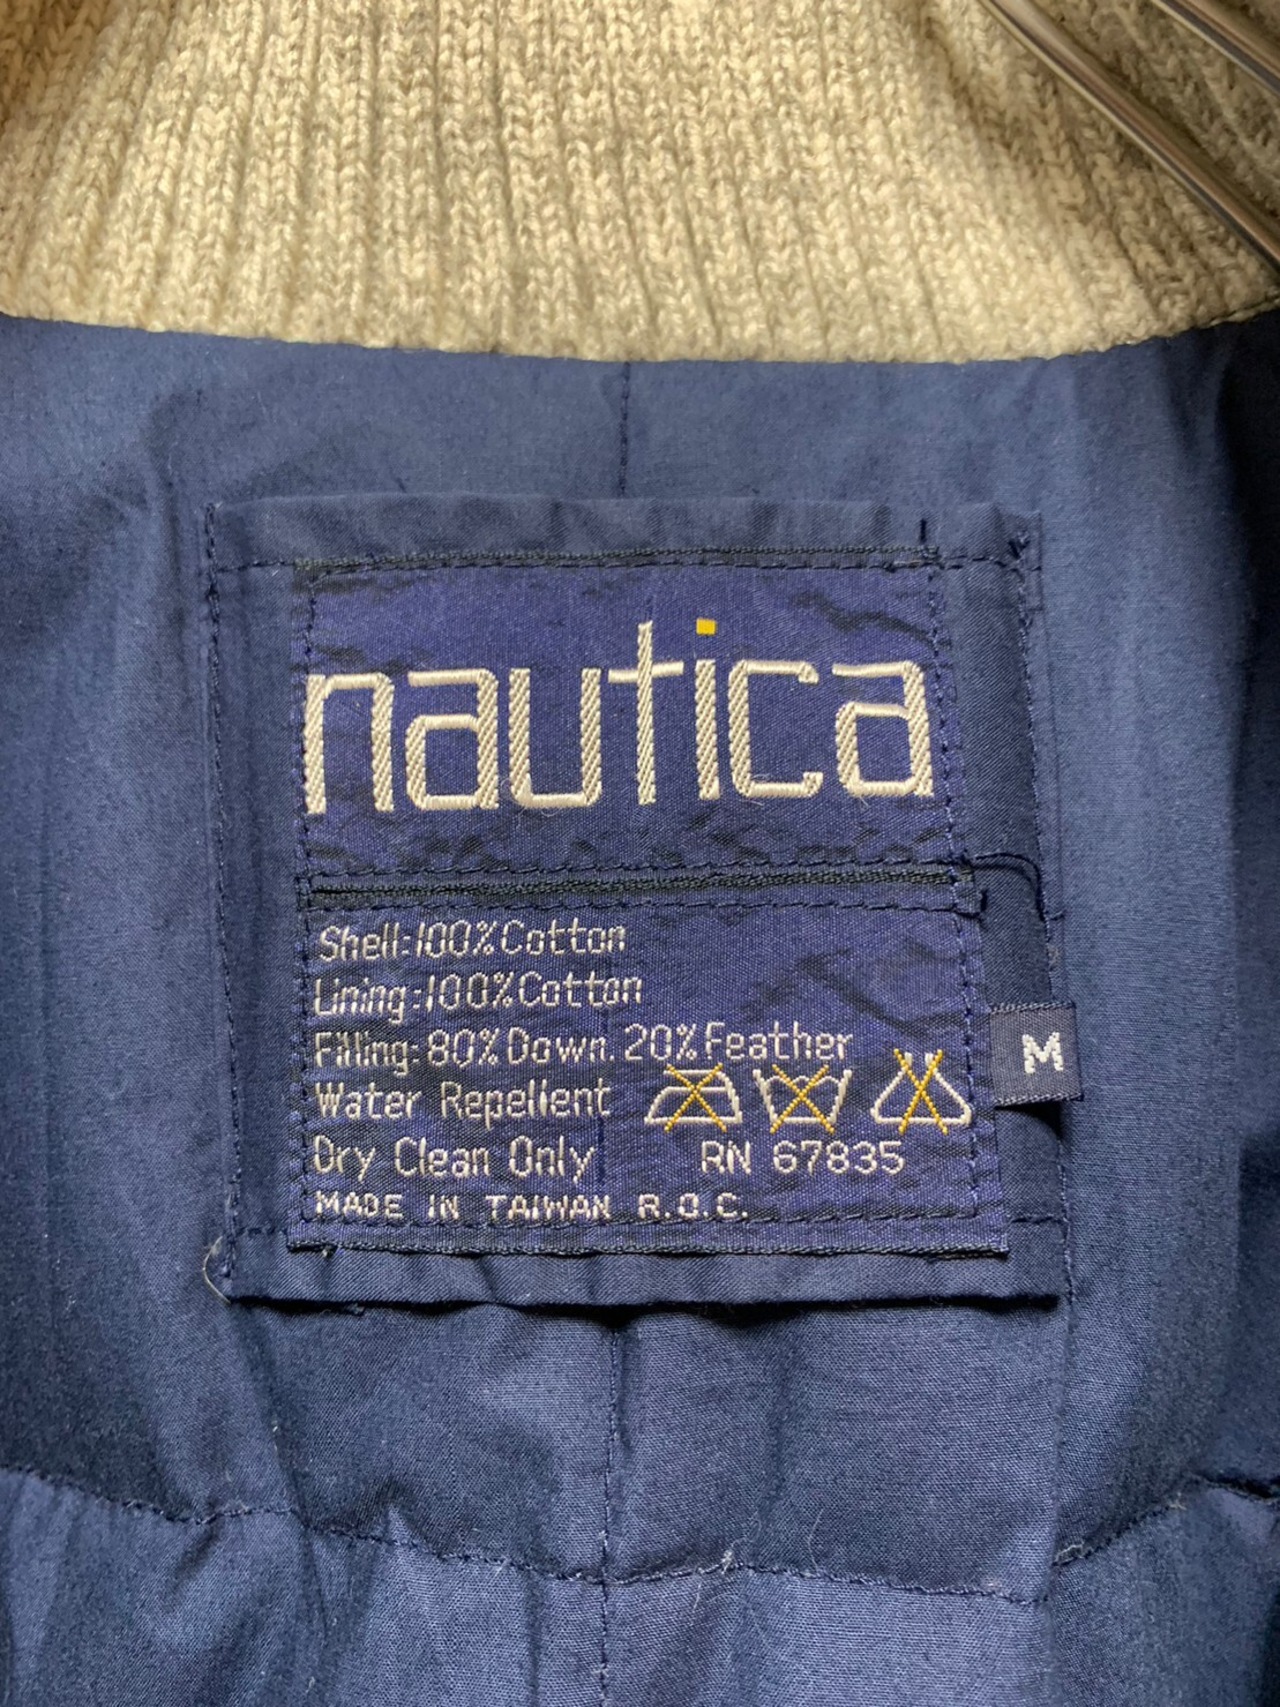 nautica
Shell:100%Cotton
Lining:100%Cotton
Filling:80%Down.20%Feather
M
Water Repellent
Dry Clean Only RN 67835
MADE IN TAIWAN R.O.C.